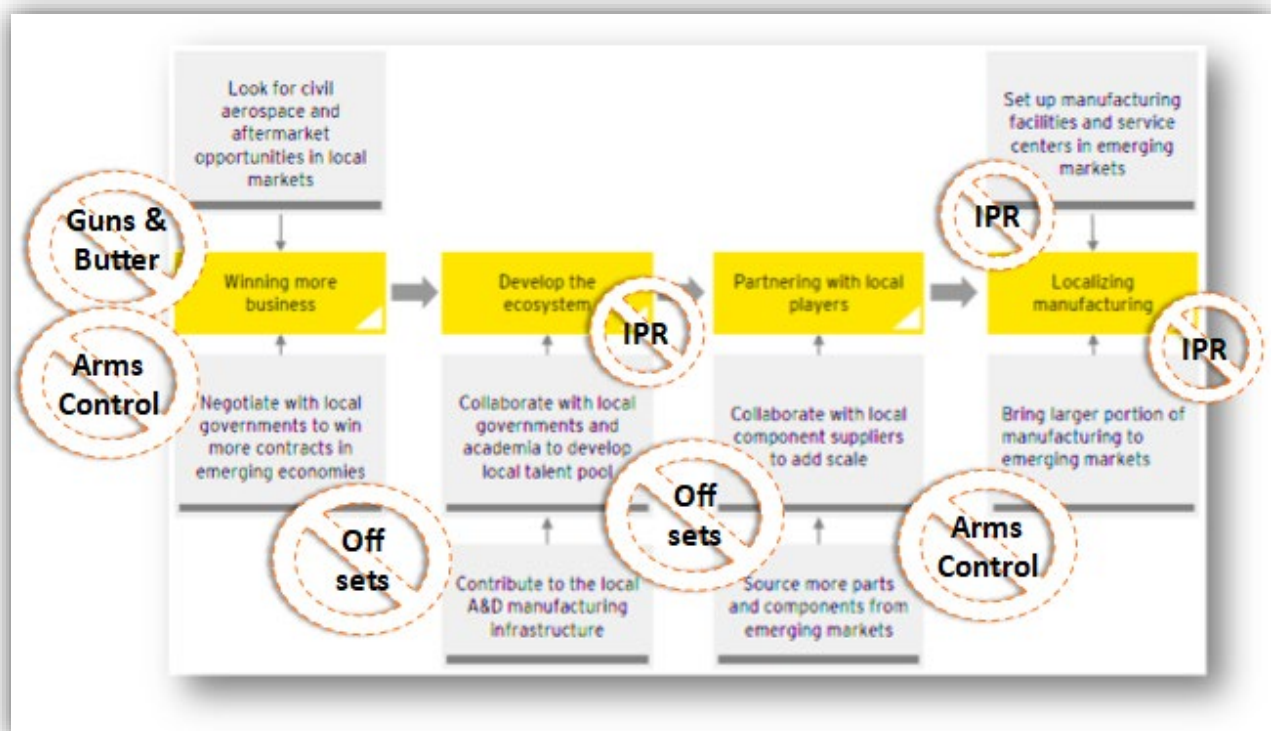 Look for civil
aerospace and
aftermarket
opportunities in local
markets
Set up manufacturing
facilities and service
centers in emerging
markets
Guns &
Butter
IPR
Winning more
business
Develop the
ecosystem
Partnering with local
players
Localizing
manufacturing
IPR
IPR
Arms
Control
Negotiate with local
governments to win
more contracts in
emerging economies
Collaborate with local
governments and
academia to develop
local talent pool
Collaborate with local
component suppliers
to add scale
Bring larger portion of
manufacturing to
emerging markets
Off
sets
Off
sets
Arms
Control
Contribute to the local
A&D manufacturing
infrastructure
Source more parts
and components from
emerging markets